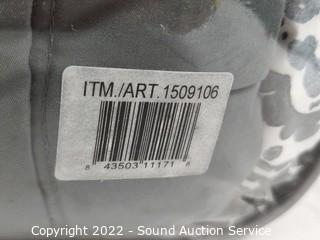 ITM./ART. 1509106
8 43503 11171 8
Copyright 2022 - Sound Auction Service